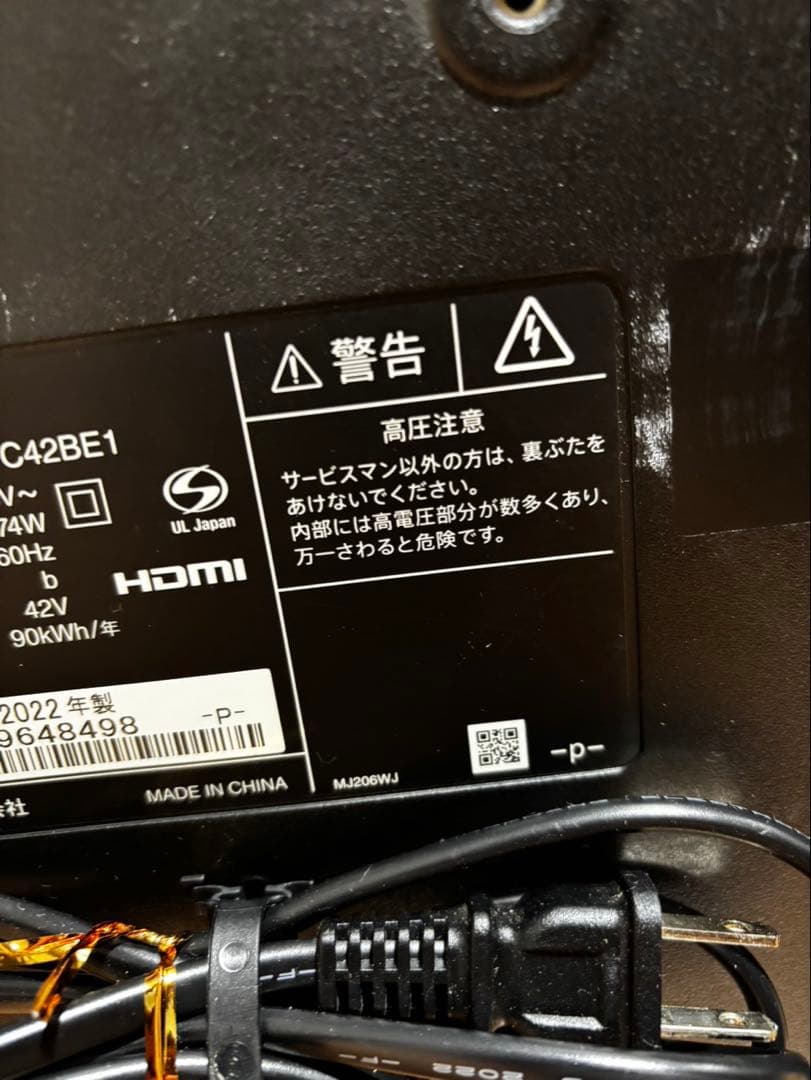 C42BE1
V～
74W
60Hz
b
42V
90kWh/年
UL Japan
HDMI
2022 年製
9648498 -P-
会社
MADE IN CHINA
警告
高圧注意
サービスマン以外の方は、裏ぶたを
あけないでください。
内部には高電圧部分が数多くあり、
万一さわると危険です。
MJ206WJ
-P-
-F-
-F- 2022